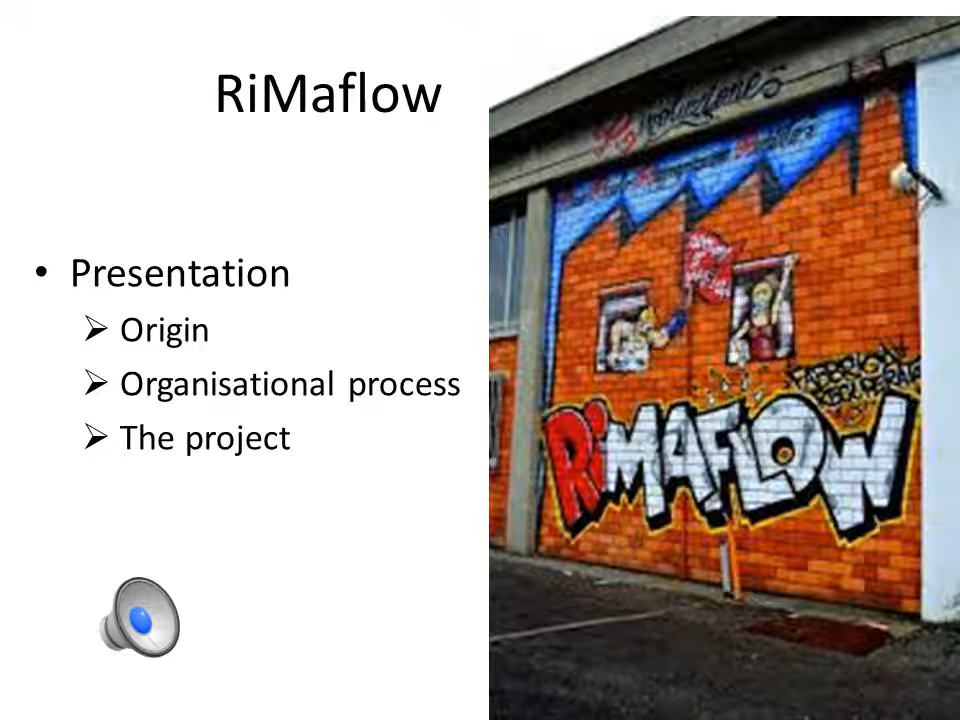 RiMaflow
• Presentation
➢ Origin
➢ Organisational process
➢ The project
RiMAFLOW